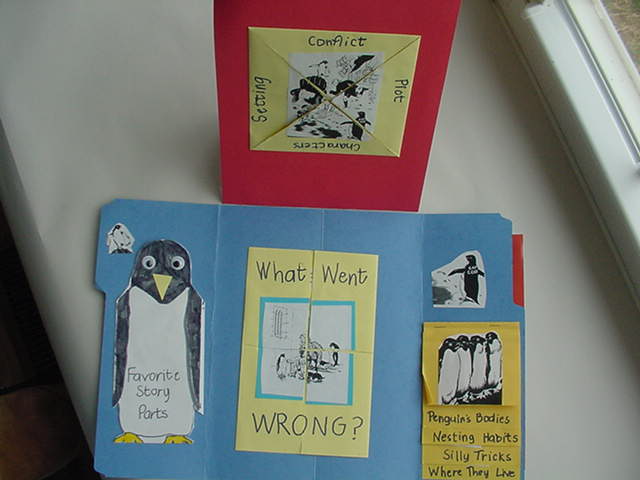 Conflict
Setting
Plot
Characters
Favorite
Story
Parts
What Went
WRONG?
Penguin's Bodies
Nesting Habits
Silly Tricks
Where They Live